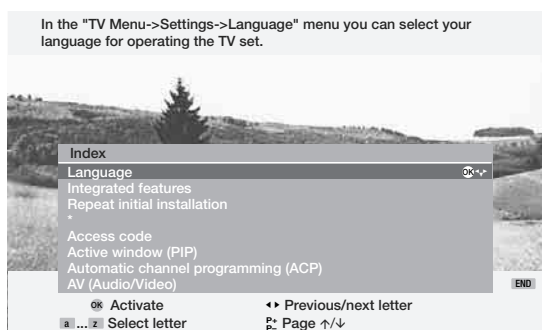 In the "TV Menu->Settings->Language" menu you can select your
language for operating the TV set.
Index
Language OK
Integrated features
Repeat initial installation
*
Access code
Active window (PIP)
Automatic channel programming (ACP)
AV (Audio/Video)
END
OK Activate ◂▸ Previous/next letter
a ... z Select letter P+ P– Page ↑/↓